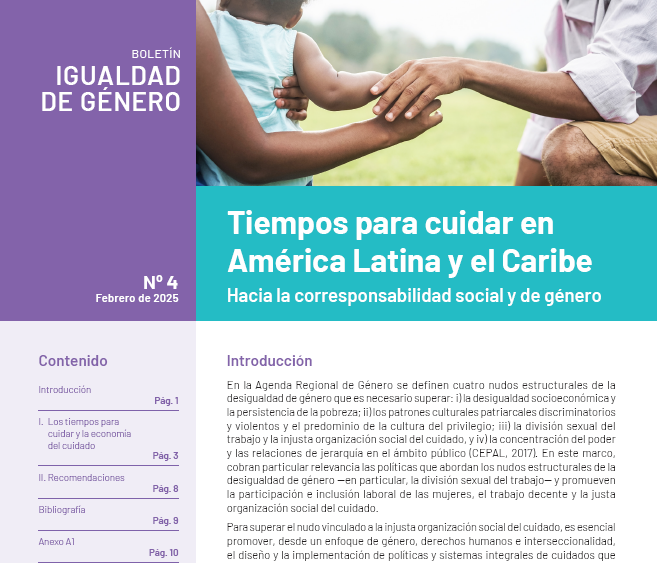 BOLETÍN
IGUALDAD
DE GÉNERO
Nº 4
Febrero de 2025
Tiempos para cuidar en
América Latina y el Caribe
Hacia la corresponsabilidad social y de género
Contenido
Introducción
Pág. 1
I. Los tiempos para
cuidar y la economía
del cuidado
Pág. 3
II. Recomendaciones
Pág. 8
Bibliografía
Pág. 9
Anexo A1
Pág. 10
Introducción
En la Agenda Regional de Género se definen cuatro nudos estructurales de la
desigualdad de género que es necesario superar: i) la desigualdad socioeconómica y
la persistencia de la pobreza; ii) los patrones culturales patriarcales discriminatorios
y violentos y el predominio de la cultura del privilegio; iii) la división sexual del
trabajo y la injusta organización social del cuidado, y iv) la concentración del poder
y las relaciones de jerarquía en el ámbito público (CEPAL, 2017). En este marco,
cobran particular relevancia las políticas que abordan los nudos estructurales de la
desigualdad de género —en particular, la división sexual del trabajo— y promueven
la participación e inclusión laboral de las mujeres, el trabajo decente y la justa
organización social del cuidado.
Para superar el nudo vinculado a la injusta organización social del cuidado, es esencial
promover, desde un enfoque de género, derechos humanos e interseccionalidad,
el diseño y la implementación de políticas y sistemas integrales de cuidados que